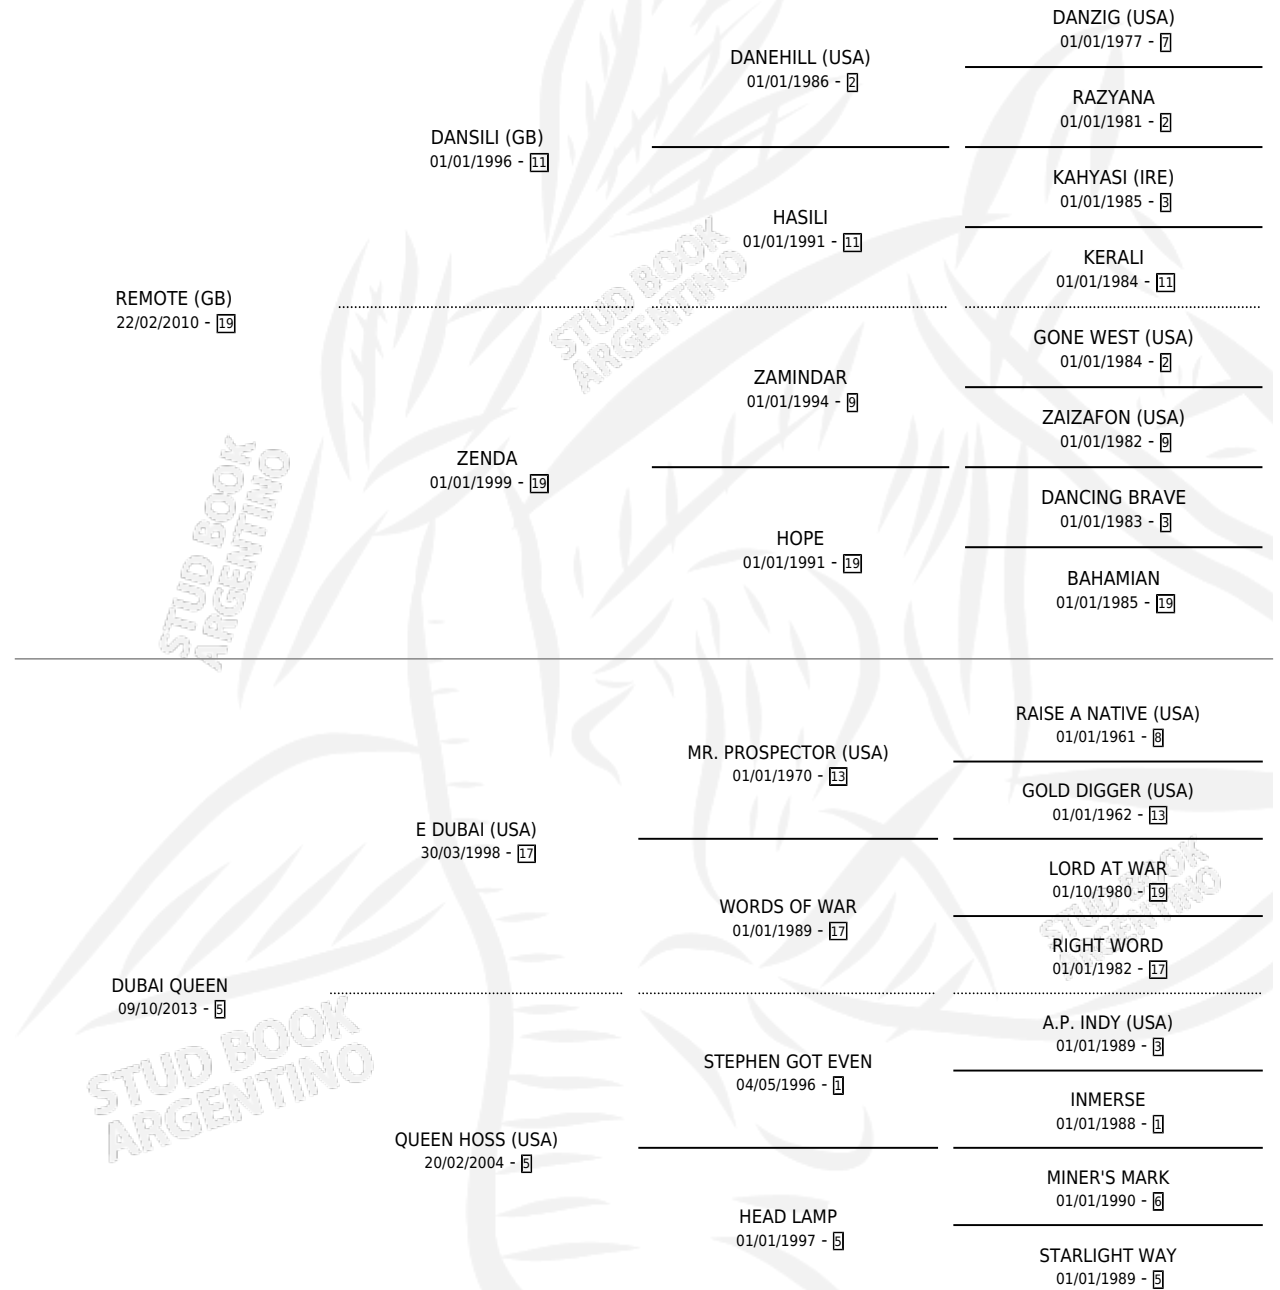 DANZIG (USA)
01/01/1977 - 7
DANEHILL (USA)
01/01/1986 - 2
RAZYANA
01/01/1981 - 2
DANSILI (GB)
01/01/1996 - 11
KAHYASI (IRE)
01/01/1985 - 3
HASILI
01/01/1991 - 11
KERALI
01/01/1984 - 11
REMOTE (GB)
22/02/2010 - 19
GONE WEST (USA)
01/01/1984 - 2
ZAMINDAR
01/01/1994 - 9
ZAIZAFON (USA)
01/01/1982 - 9
ZENDA
01/01/1999 - 19
DANCING BRAVE
01/01/1983 - 3
HOPE
01/01/1991 - 19
BAHAMIAN
01/01/1985 - 19
STUD BOOK
ARGENTINO
STUD BOOK
ARGENTINO
RAISE A NATIVE (USA)
01/01/1961 - 8
MR. PROSPECTOR (USA)
01/01/1970 - 13
GOLD DIGGER (USA)
01/01/1962 - 13
E DUBAI (USA)
30/03/1998 - 17
LORD AT WAR
01/10/1980 - 19
WORDS OF WAR
01/01/1989 - 17
RIGHT WORD
01/01/1982 - 17
STUD BOOK
ARGENTINO
DUBAI QUEEN
09/10/2013 - 5
A.P. INDY (USA)
01/01/1989 - 3
STEPHEN GOT EVEN
04/05/1996 - 1
INMERSE
01/01/1988 - 1
QUEEN HOSS (USA)
20/02/2004 - 5
MINER'S MARK
01/01/1990 - 6
HEAD LAMP
01/01/1997 - 5
STARLIGHT WAY
01/01/1989 - 5
STUD BOOK
ARGENTINO